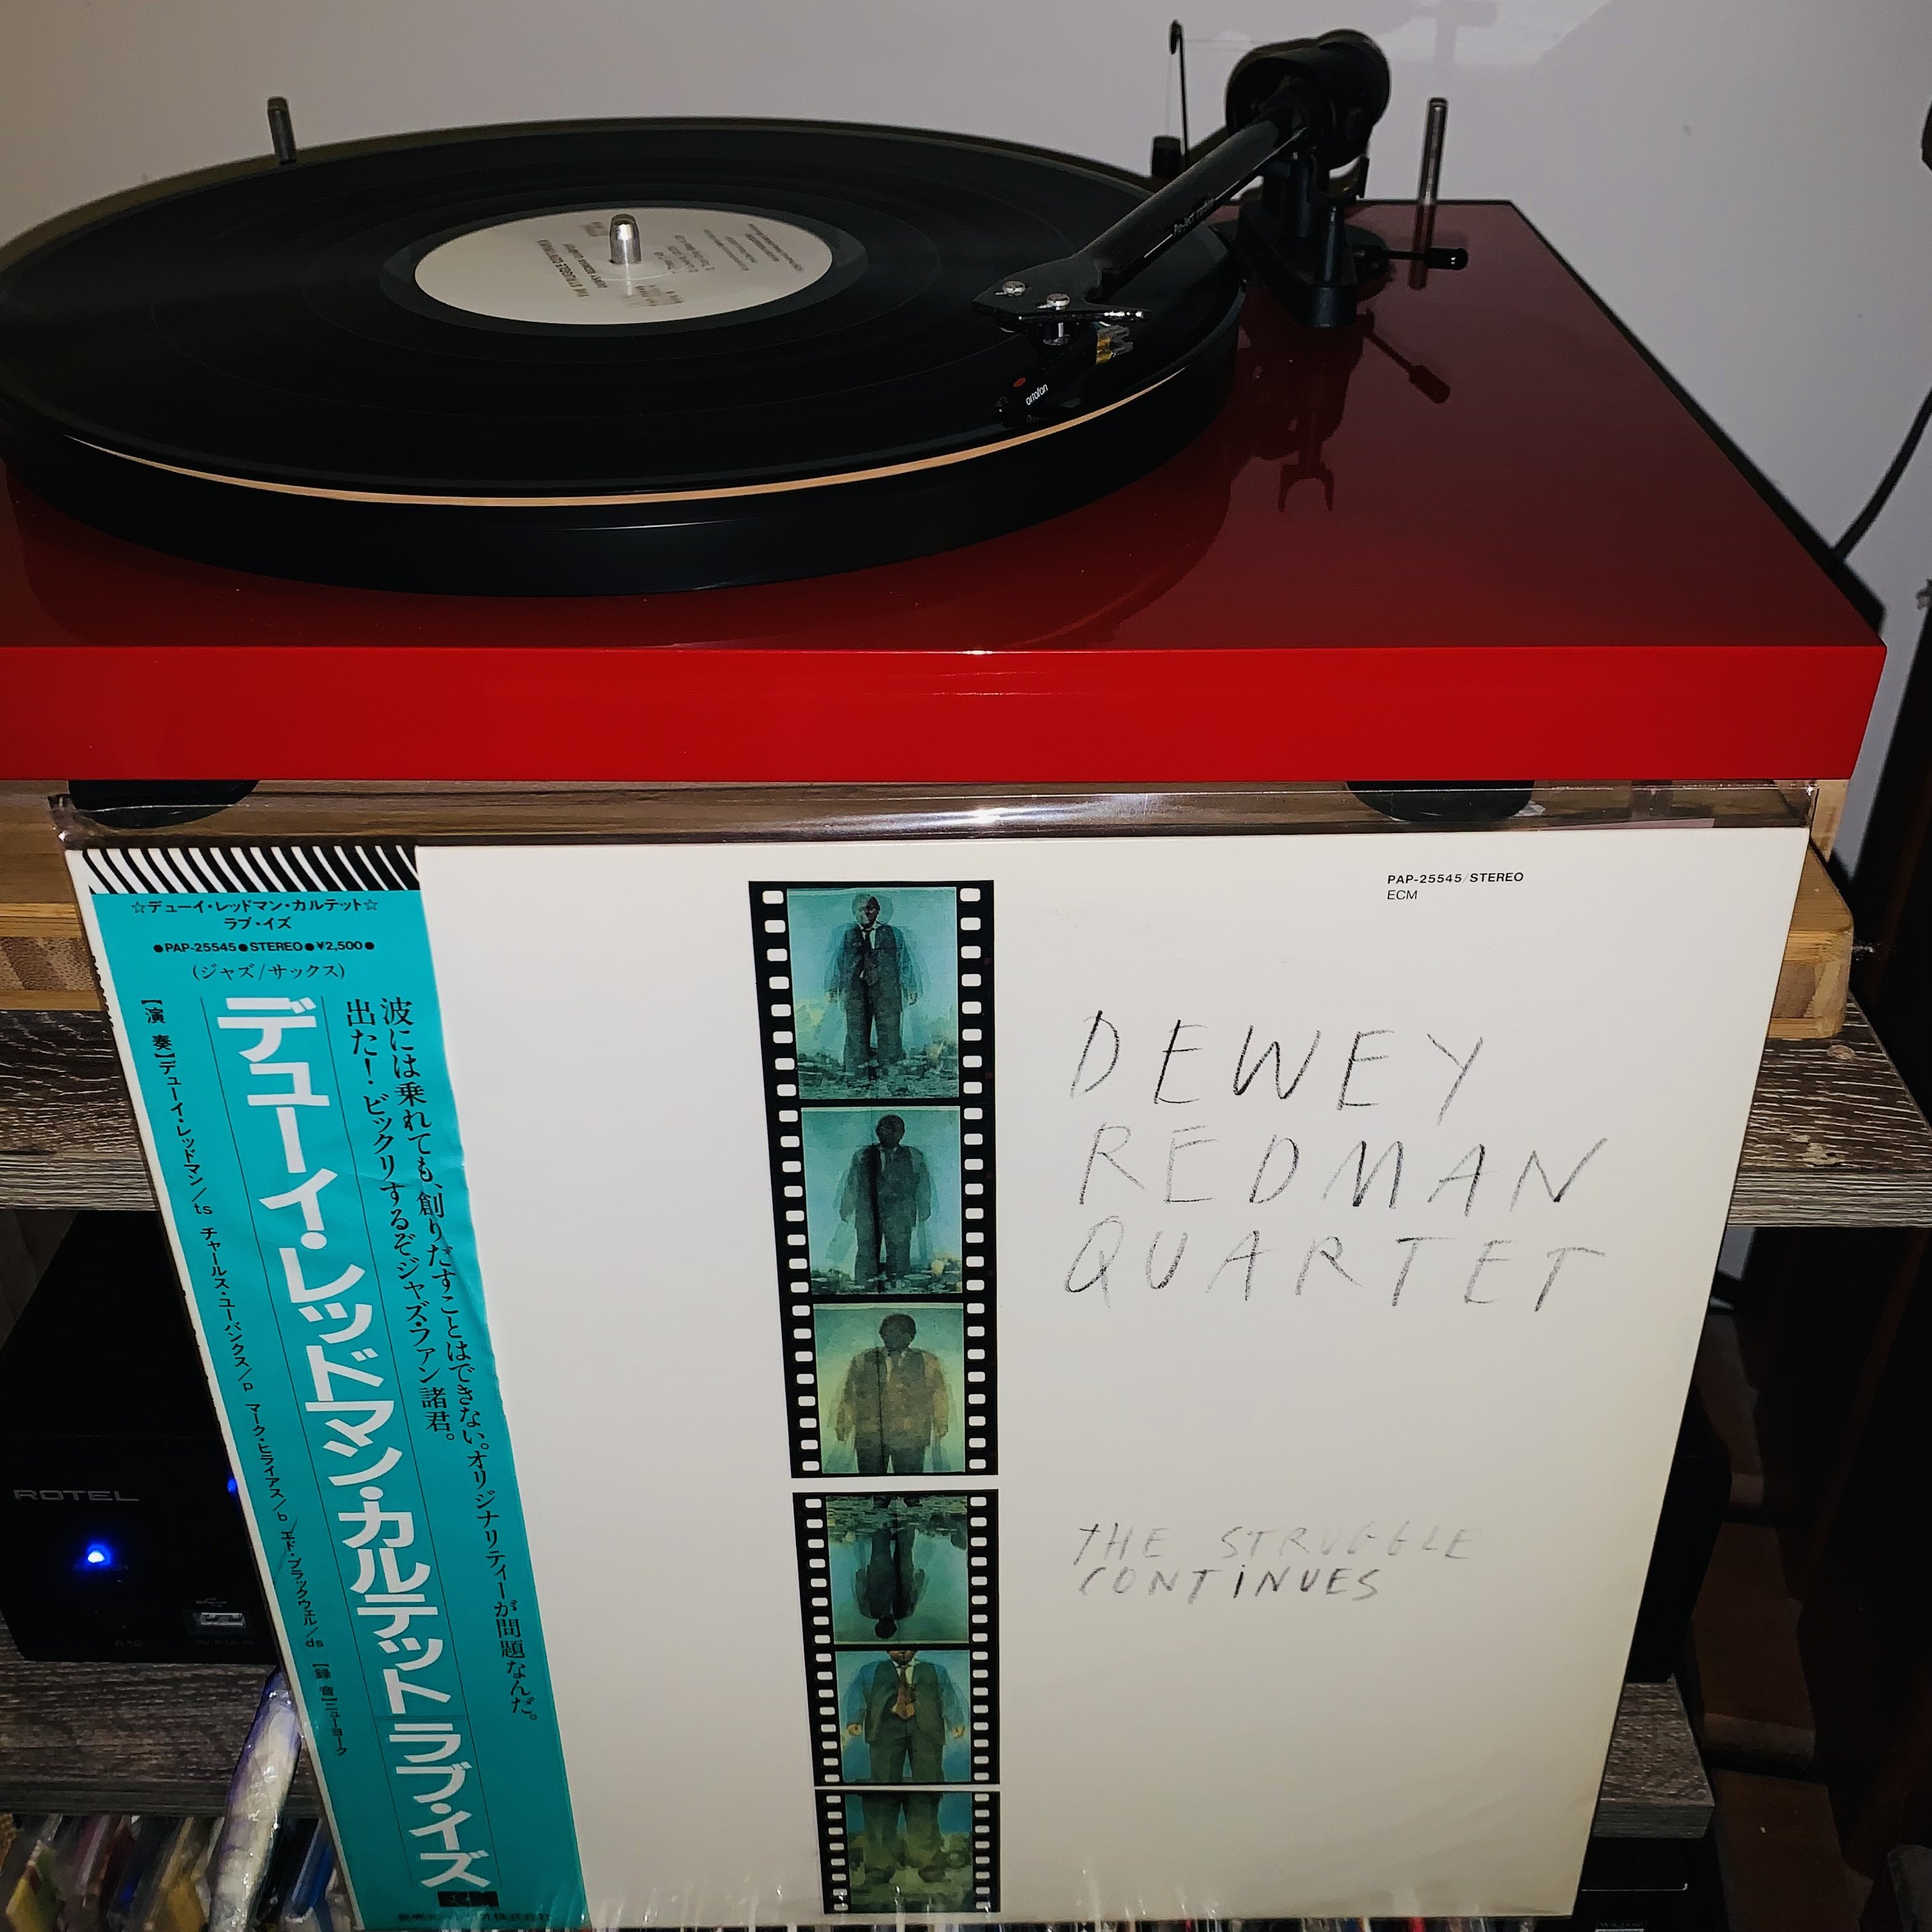 Pro-Ject
ortofon
THE STRUGGLE CONTINUES
PAP-25545/STEREO
ECM
DEWEY
REDMAN
QUARTET
THE STRUGGLE
CONTINUES
☆デューイ・レッドマン・カルテット☆
ラブ・イズ
●PAP-25545●STEREO●¥2,500●
(ジャズ/サックス)
波には乗れても、創りだすことはできない。オリジナリティーが問題なんだ。
出た!ビックリするぞジャズ・ファン諸君。
デューイ・レッドマン・カルテット ラブ・イズ
【演奏】デューイ・レッドマン/ts チャールス・ユーバンクス/p マーク・ヒライアス/b エド・ブラックウェル/ds 【録音】ニューヨーク
ROTEL